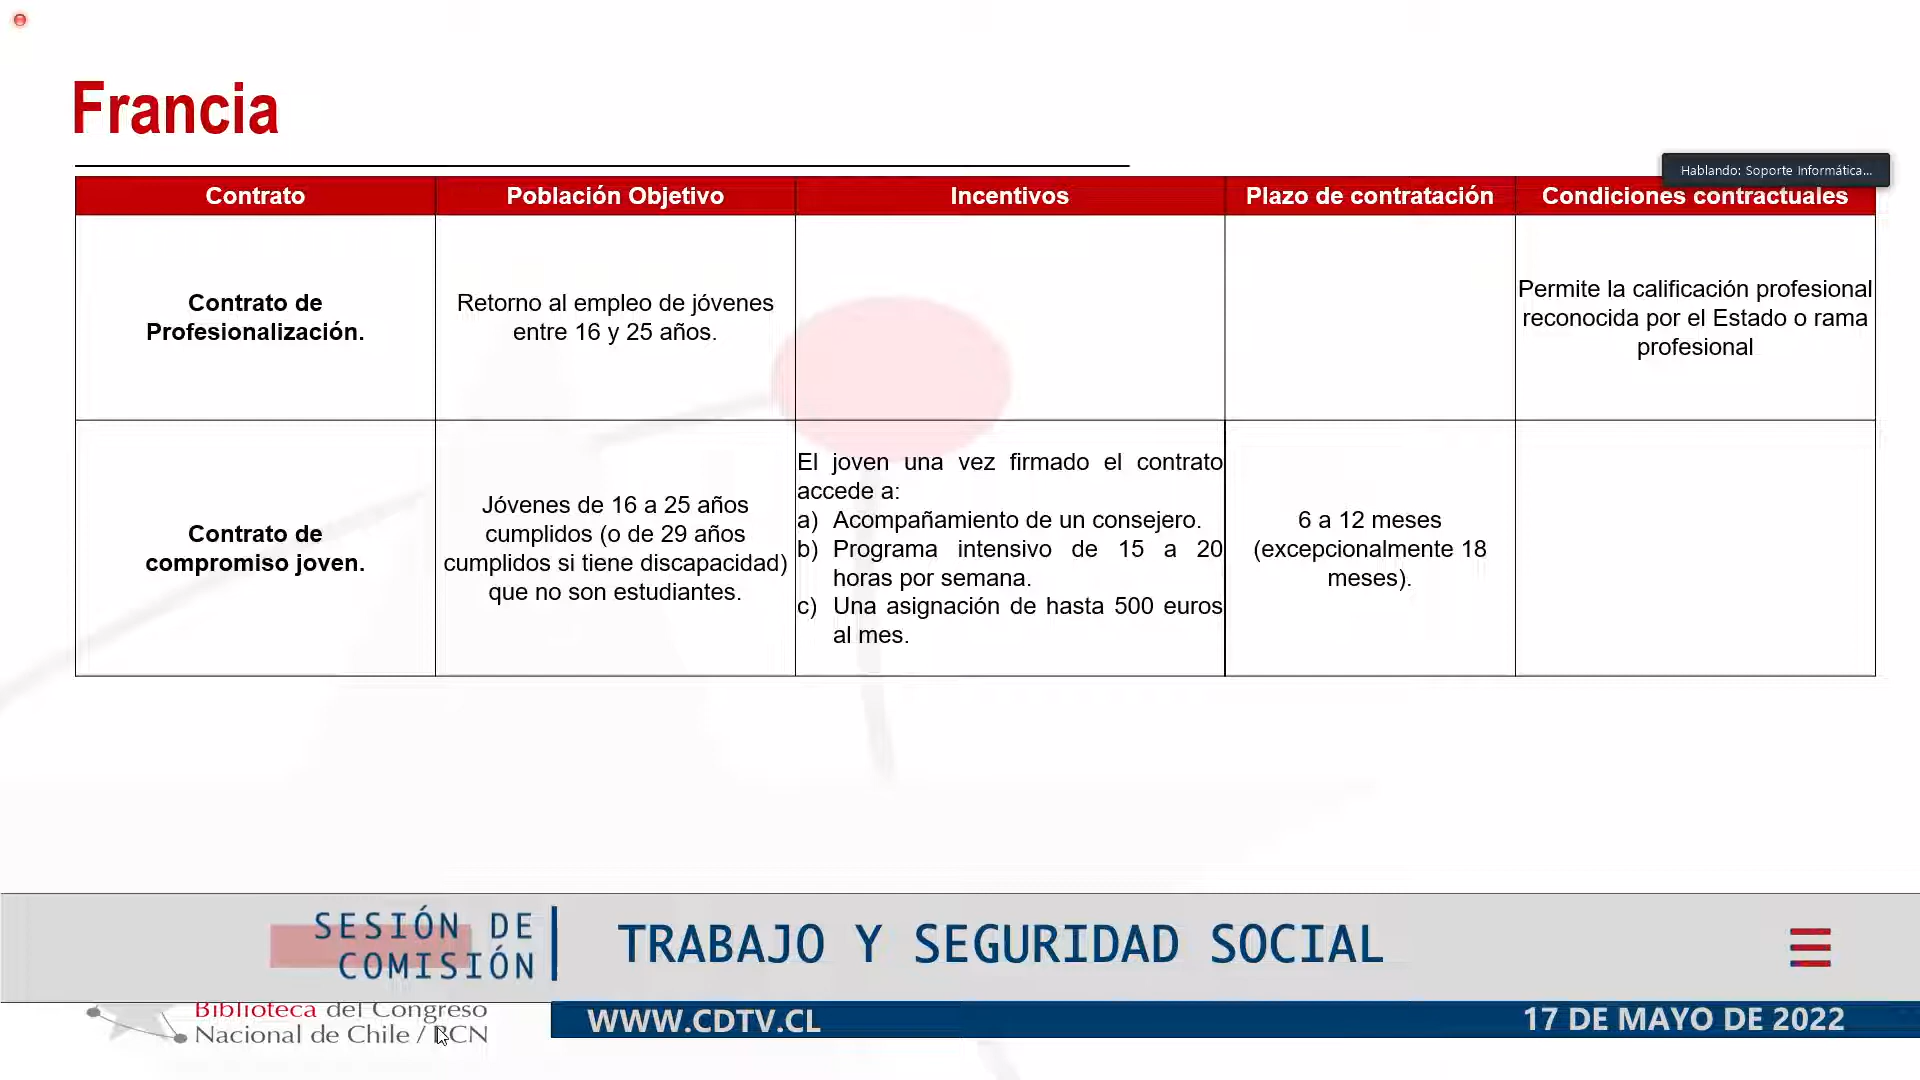 Francia
Hablando: Soporte Informática...
Contrato
Población Objetivo
Incentivos
Plazo de contratación
Condiciones contractuales
Contrato de
Profesionalización.
Retorno al empleo de jóvenes
entre 16 y 25 años.
Permite la calificación profesional
reconocida por el Estado o rama
profesional
Contrato de
compromiso joven.
Jóvenes de 16 a 25 años
cumplidos (o de 29 años
cumplidos si tiene discapacidad)
que no son estudiantes.
El joven una vez firmado el contrato
accede a:
a) Acompañamiento de un consejero.
b) Programa intensivo de 15 a 20
horas por semana.
c) Una asignación de hasta 500 euros
al mes.
6 a 12 meses
(excepcionalmente 18
meses).
SESIÓN DE
COMISIÓN
TRABAJO Y SEGURIDAD SOCIAL
Biblioteca del Congreso
Nacional de Chile / BCN
WWW.CDTV.CL
17 DE MAYO DE 2022